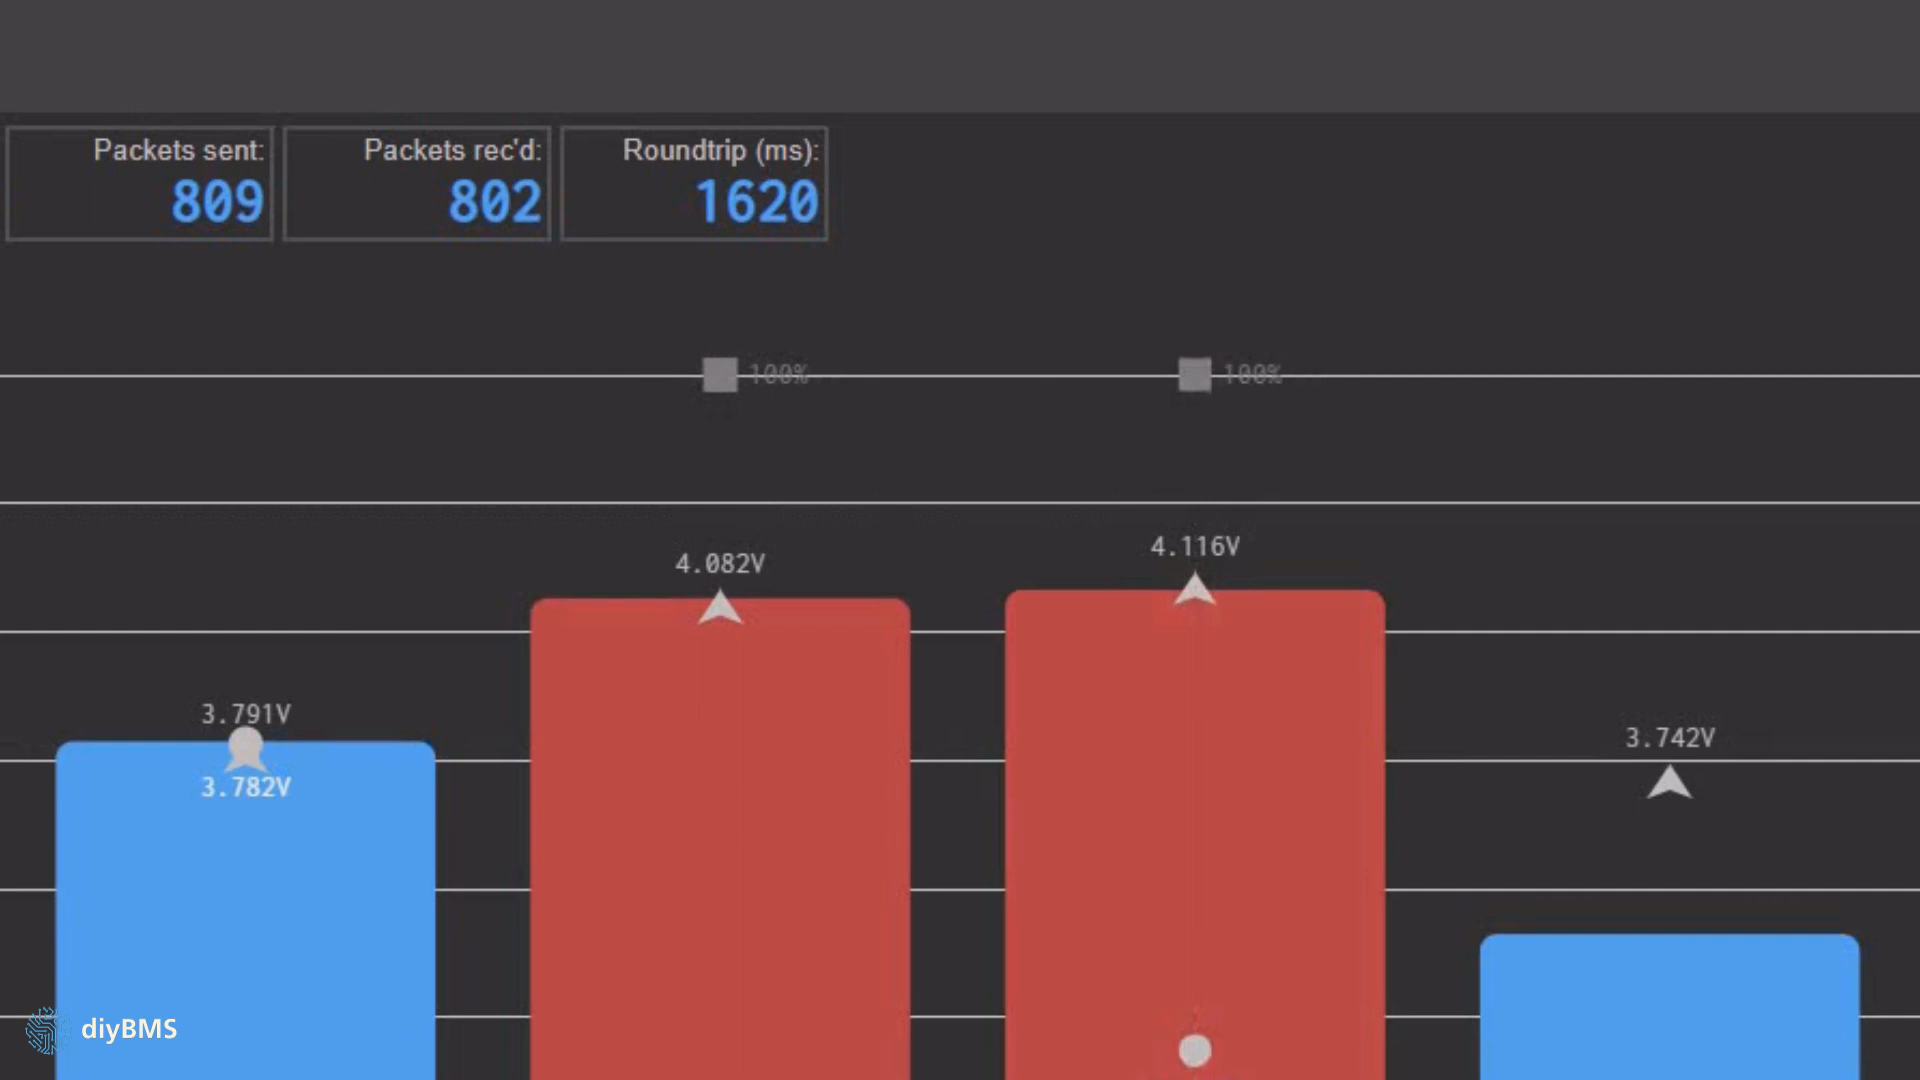 Packets sent:
809
Packets rec'd:
802
Roundtrip (ms):
1620
100%
100%
4.082V
4.116V
3.791V
3.782V
3.742V
diyBMS